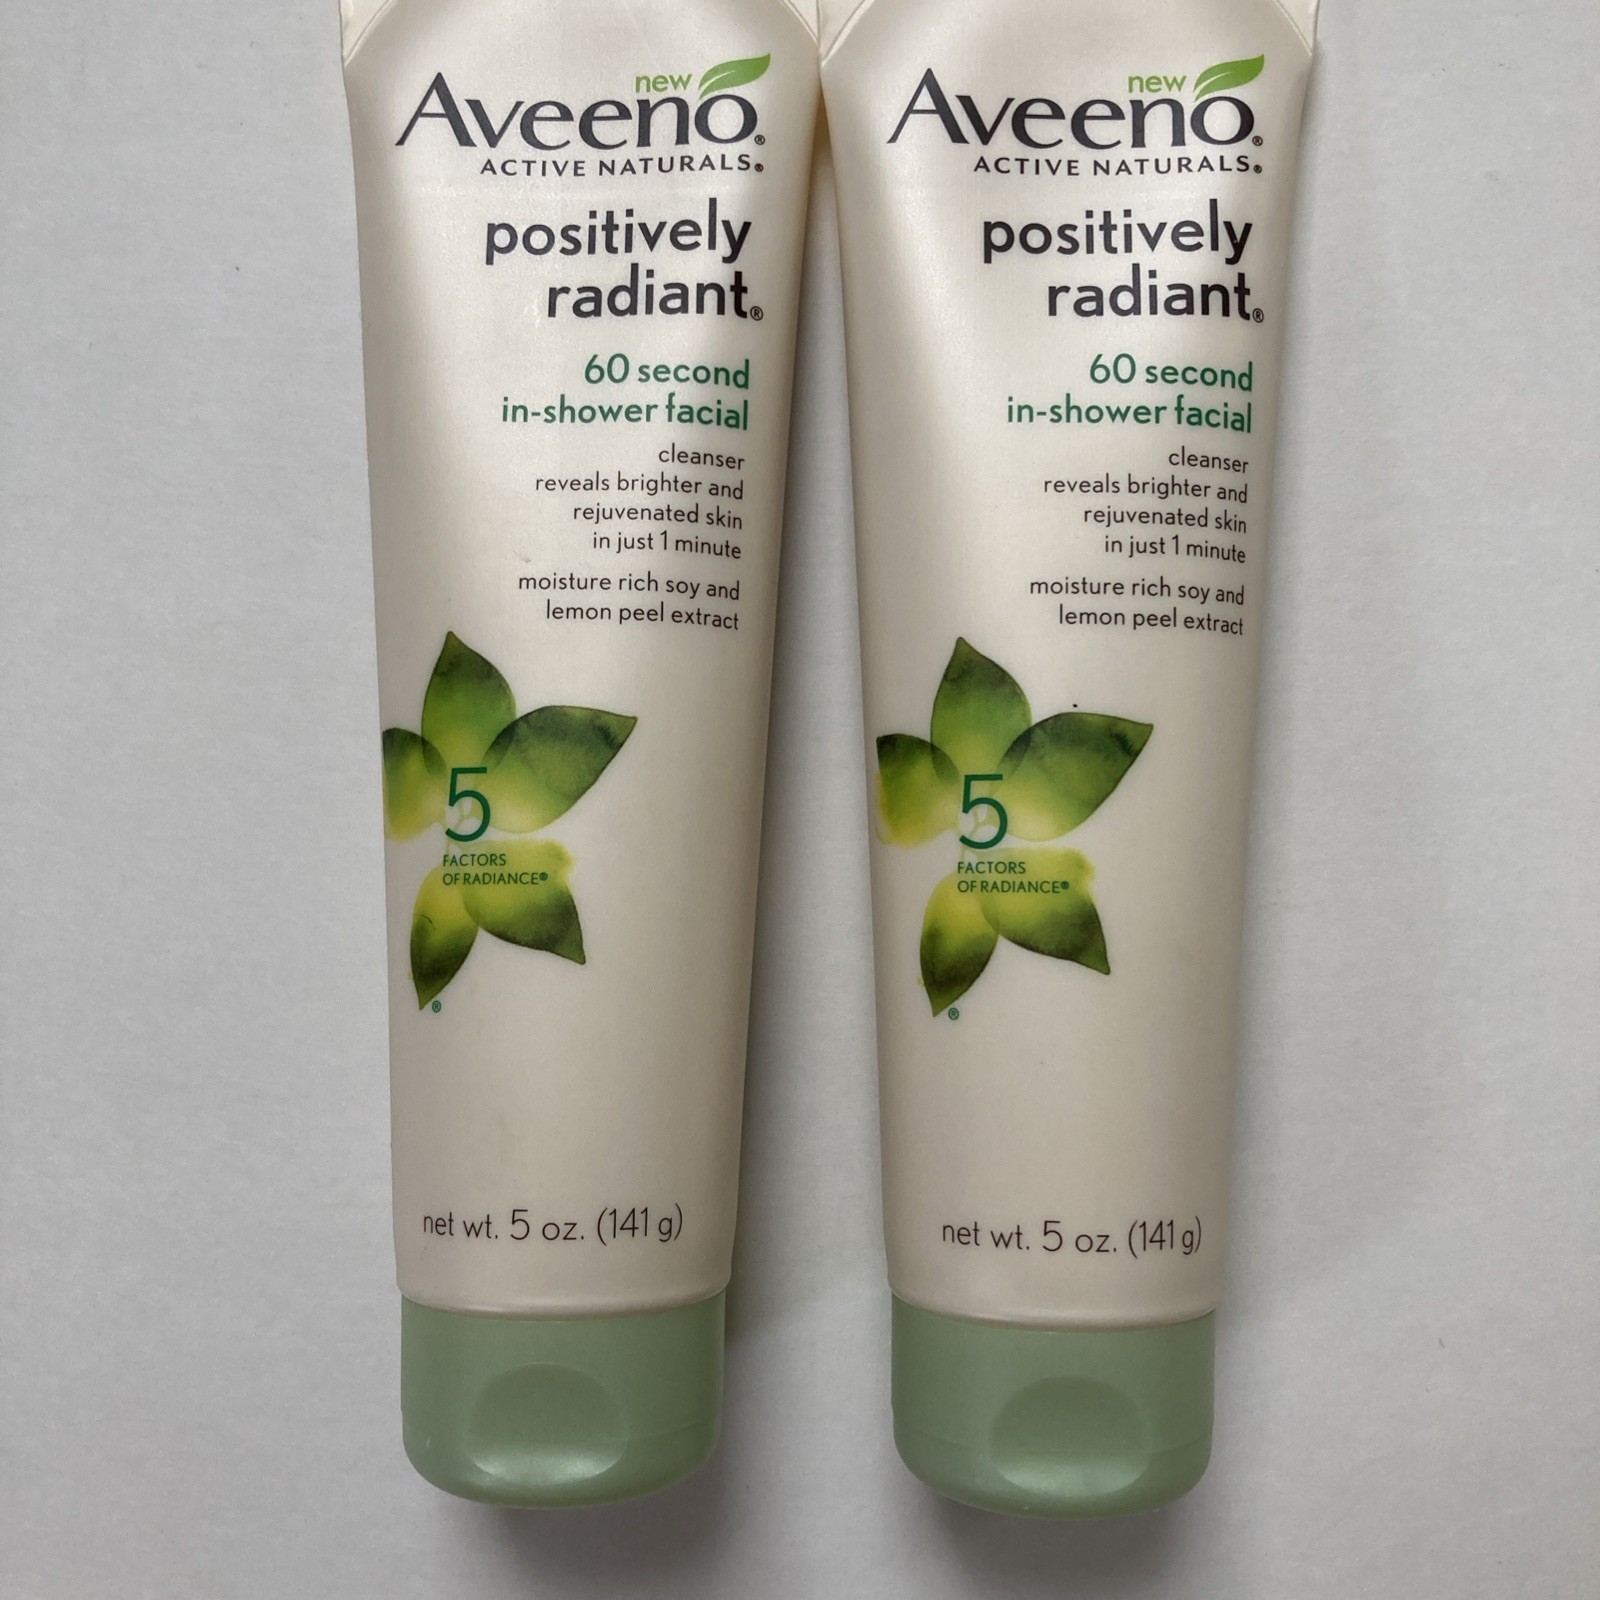 new
Aveeno®
ACTIVE NATURALS®
positively
radiant®
60 second
in-shower facial
cleanser
reveals brighter and
rejuvenated skin
in just 1 minute
moisture rich soy and
lemon peel extract
5
FACTORS
OF RADIANCE®
®
net wt. 5 oz. (141 g)
new
Aveeno®
ACTIVE NATURALS®
positively
radiant®
60 second
in-shower facial
cleanser
reveals brighter and
rejuvenated skin
in just 1 minute
moisture rich soy and
lemon peel extract
5
FACTORS
OF RADIANCE®
®
net wt. 5 oz. (141 g)